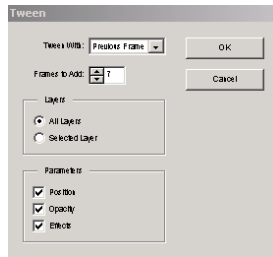 Tween
Tween With: Previous Frame
OK
Frames to Add: 7
Cancel
Layers
All Layers
Selected Layer
Parameters
Position
Opacity
Effects